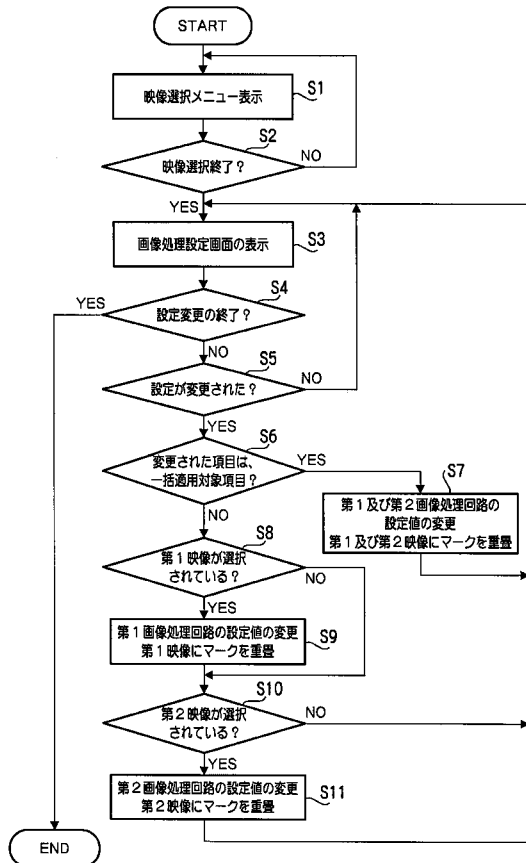 START
映像選択メニュー表示
S1
映像選択終了?
S2
NO
YES
画像処理設定画面の表示
S3
設定変更の終了?
S4
YES
NO
設定が変更された?
S5
NO
YES
変更された項目は、
一括適用対象項目?
S6
YES
NO
S7
第1及び第2画像処理回路の
設定値の変更
第1及び第2映像にマークを重畳
第1映像が選択
されている?
S8
NO
YES
第1画像処理回路の設定値の変更
第1映像にマークを重畳
S9
第2映像が選択
されている?
S10
NO
YES
第2画像処理回路の設定値の変更
第2映像にマークを重畳
S11
END